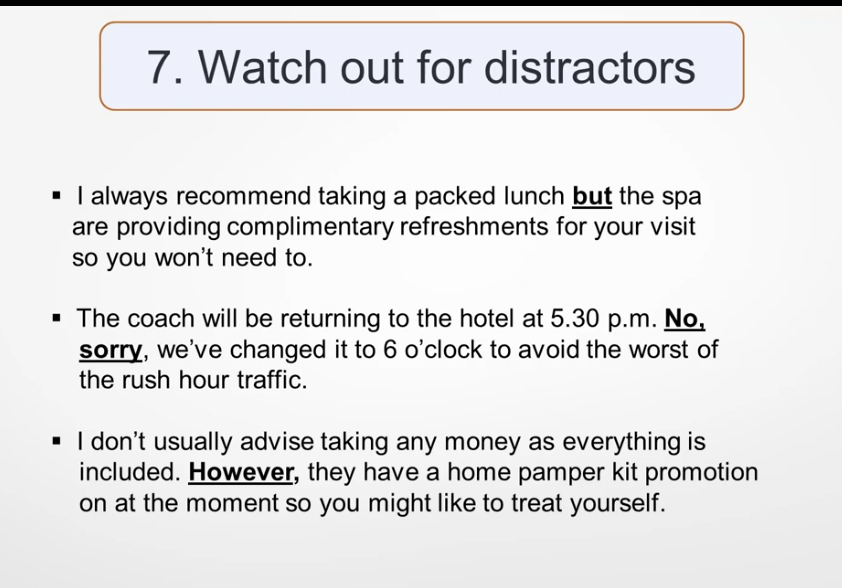 7. Watch out for distractors
▪ I always recommend taking a packed lunch but the spa
are providing complimentary refreshments for your visit
so you won’t need to.
▪ The coach will be returning to the hotel at 5.30 p.m. No,
sorry, we’ve changed it to 6 o’clock to avoid the worst of
the rush hour traffic.
▪ I don’t usually advise taking any money as everything is
included. However, they have a home pamper kit promotion
on at the moment so you might like to treat yourself.